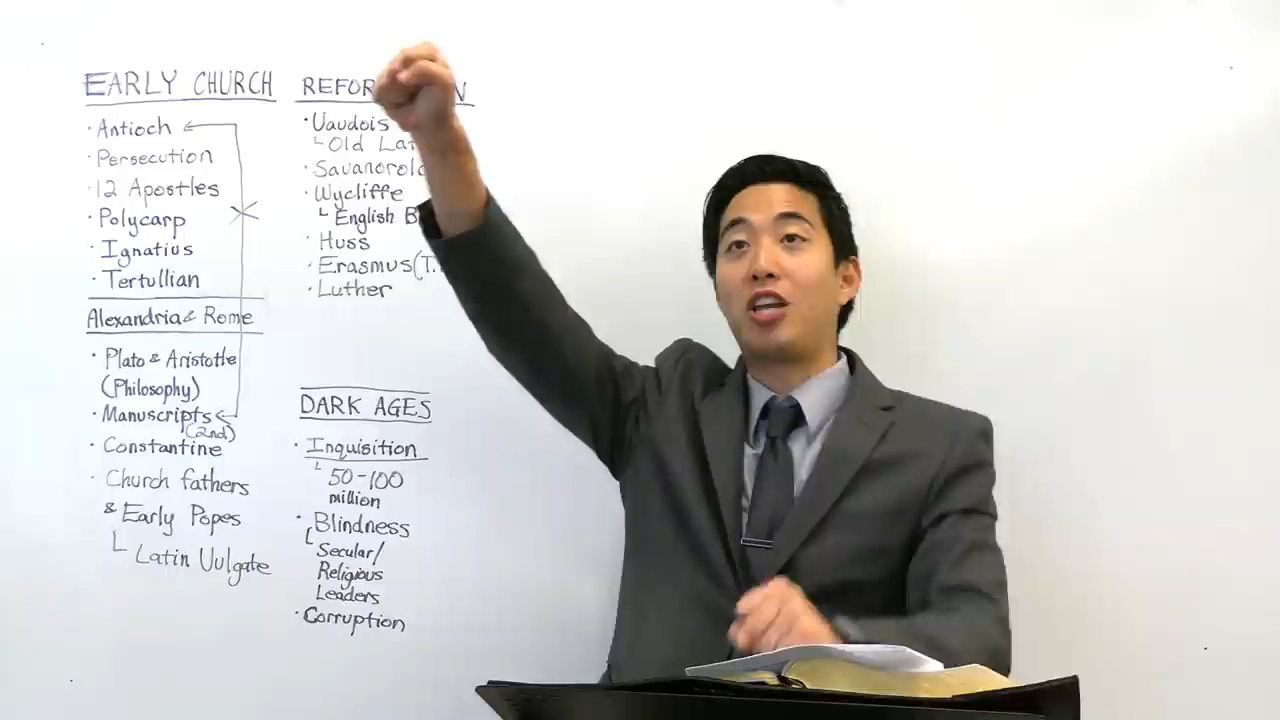 EARLY CHURCH
· Antioch
· Persecution
· 12 Apostles
· Polycarp
· Ignatius
· Tertullian
Alexandria & Rome
· Plato & Aristotle
(Philosophy)
· Manuscripts
(2nd)
· Constantine
· Church fathers
& Early Popes
Latin Vulgate
REFOR N
· Vaudois
Old Lat
· Savanorola
· Wycliffe
English B
· Huss
· Erasmus (T.
· Luther
DARK AGES
· Inquisition
50-100
million
· Blindness
Secular/
Religious
Leaders
· Corruption